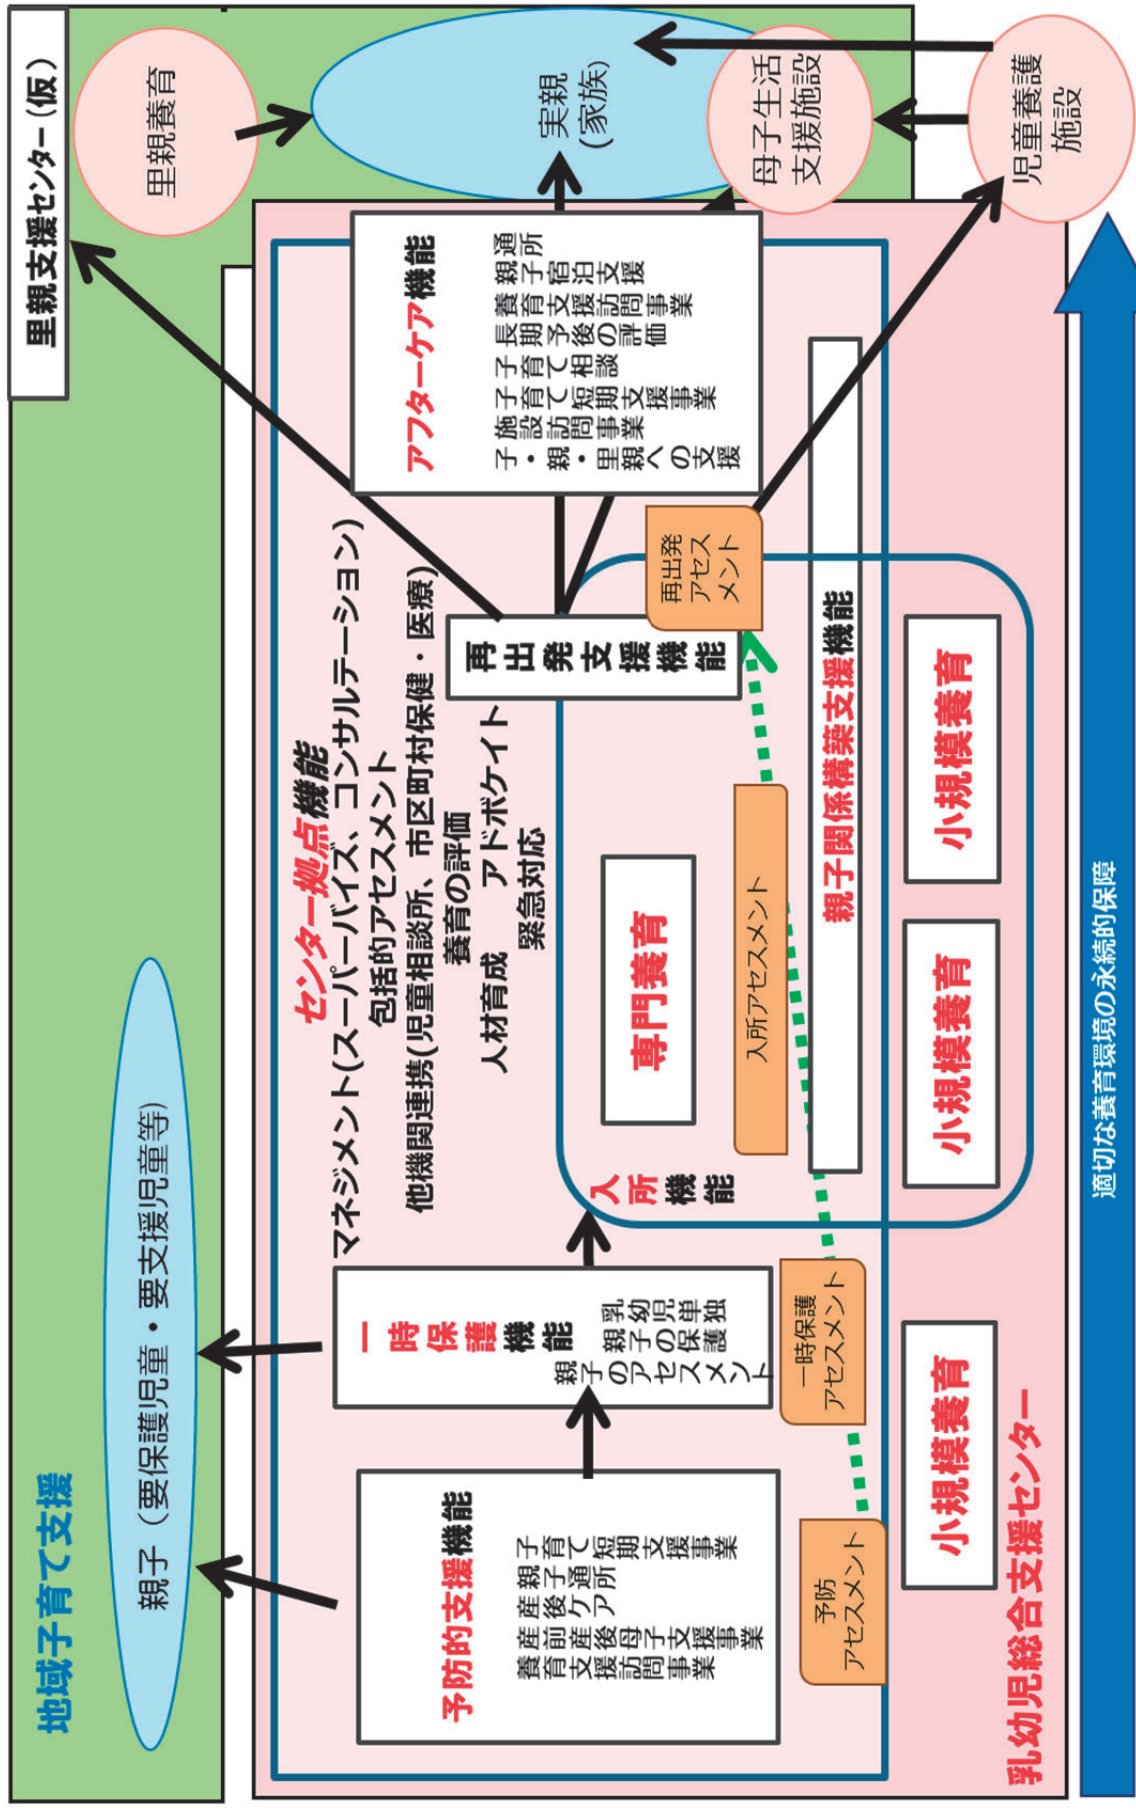 地域子育て支援
親子（要保護児童・要支援児童等）
里親支援センター（仮）
里親養育
実親
（家族）
母子生活
支援施設
児童養護
施設
センター拠点機能
マネジメント(スーパーバイズ、コンサルテーション)
包括的アセスメント
他機関連携(児童相談所、市区町村保健・医療)
養育の評価
人材育成　アドボケイト
緊急対応
予防的支援機能
子育て短期支援事業
親子通所
産後ケア
産前産後母子支援事業
養育支援訪問事業
一時保護機能
乳幼児単独
親子の保護
親子のアセスメント
入所機能
専門養育
再出発支援機能
アフターケア機能
通所
親子宿泊支援
養育支援訪問事業
長期予後の評価
子育て相談
子育て短期支援事業
施設訪問事業
子・親・里親への支援
予防
アセスメント
一時保護
アセスメント
入所アセスメント
再出発
アセス
メント
親子関係構築支援機能
小規模養育
小規模養育
小規模養育
乳幼児総合支援センター
適切な養育環境の永続的保障